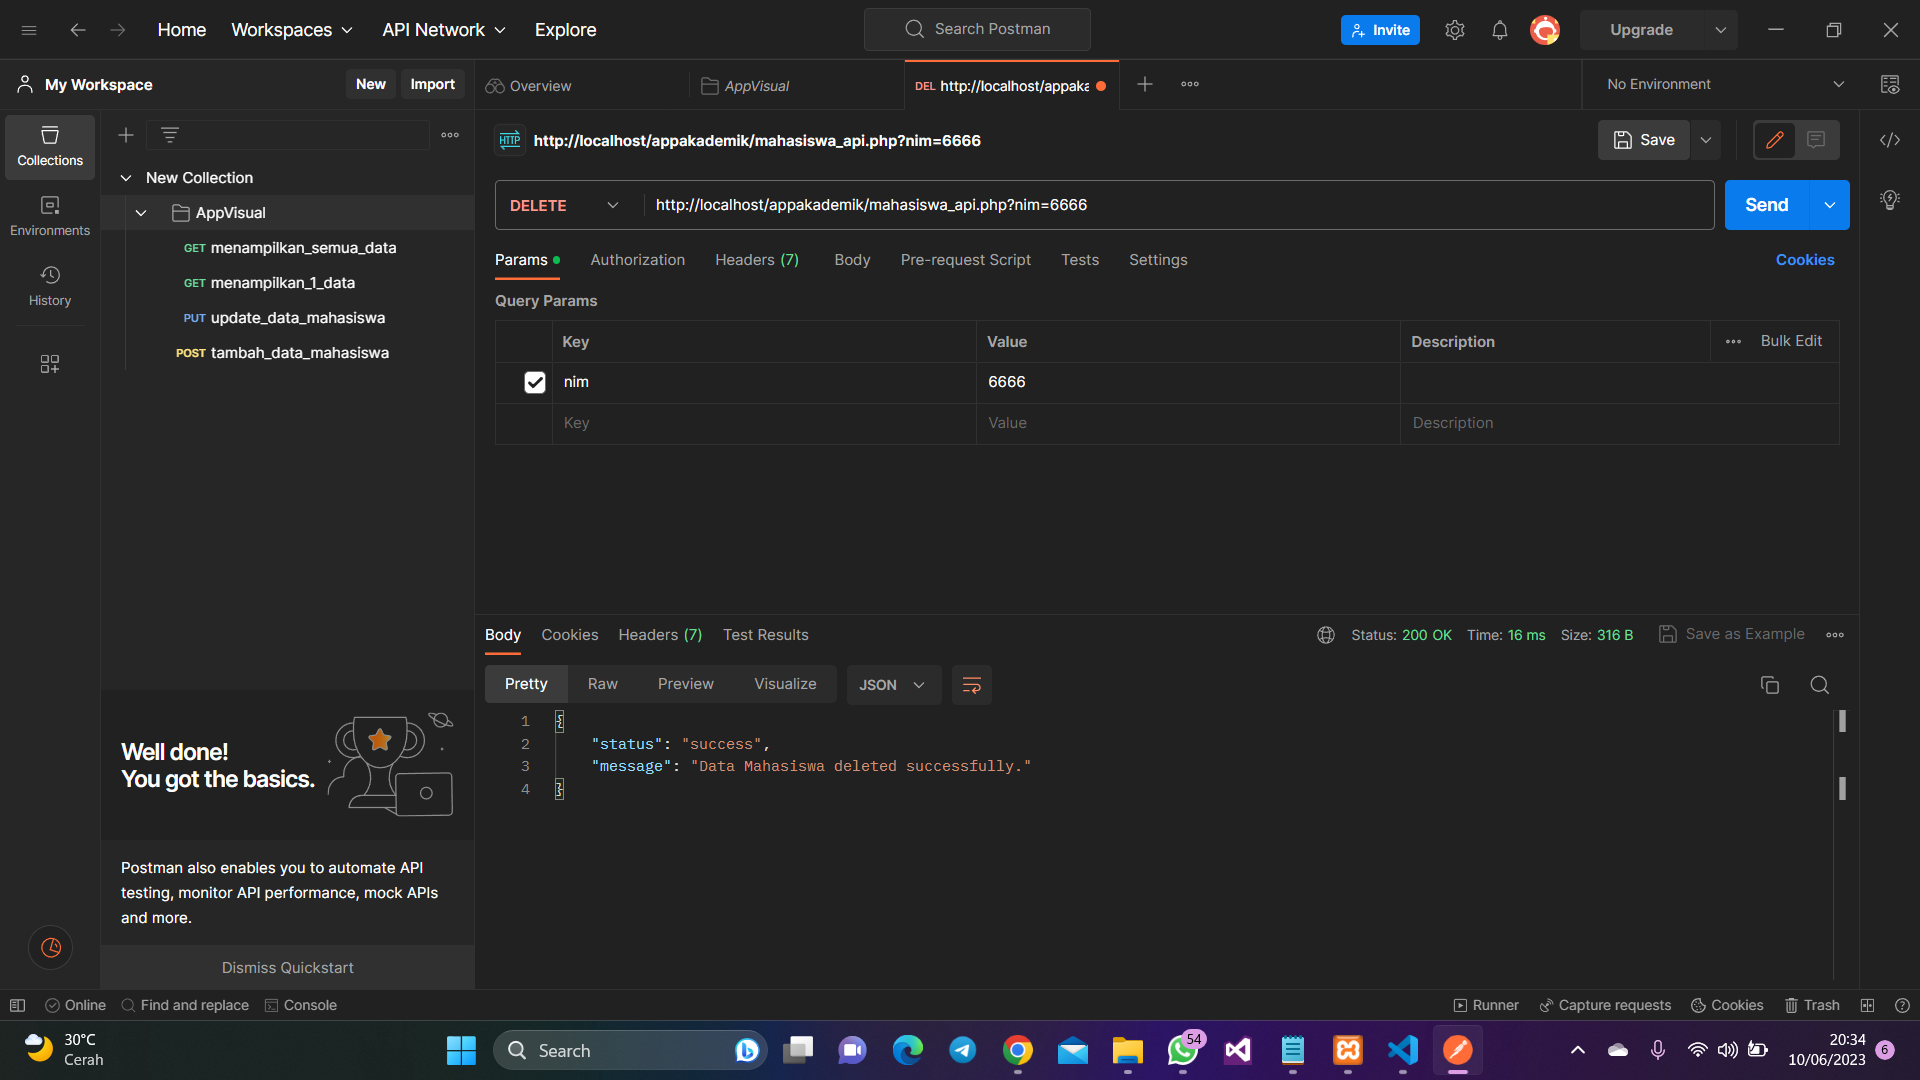 Home
Workspaces
API Network
Explore
Search Postman
Invite
Upgrade
My Workspace
New
Import
Overview
AppVisual
DEL http://localhost/appaka
No Environment
Collections
Environments
History
New Collection
AppVisual
GET menampilkan_semua_data
GET menampilkan_1_data
PUT update_data_mahasiswa
POST tambah_data_mahasiswa
HTTP
http://localhost/appakademik/mahasiswa_api.php?nim=6666
Save
DELETE
http://localhost/appakademik/mahasiswa_api.php?nim=6666
Send
Params
Authorization
Headers (7)
Body
Pre-request Script
Tests
Settings
Cookies
Query Params
Key
Value
Description
Bulk Edit
nim
6666
Key
Value
Description
Body
Cookies
Headers (7)
Test Results
Status: 200 OK
Time: 16 ms
Size: 316 B
Save as Example
Pretty
Raw
Preview
Visualize
JSON
1 {
2 "status": "success",
3 "message": "Data Mahasiswa deleted successfully."
4 }
Well done!
You got the basics.
Postman also enables you to automate API
testing, monitor API performance, mock APIs
and more.
Dismiss Quickstart
Online
Find and replace
Console
Runner
Capture requests
Cookies
Trash
30°C
Cerah
Search
54
20:34
10/06/2023
6